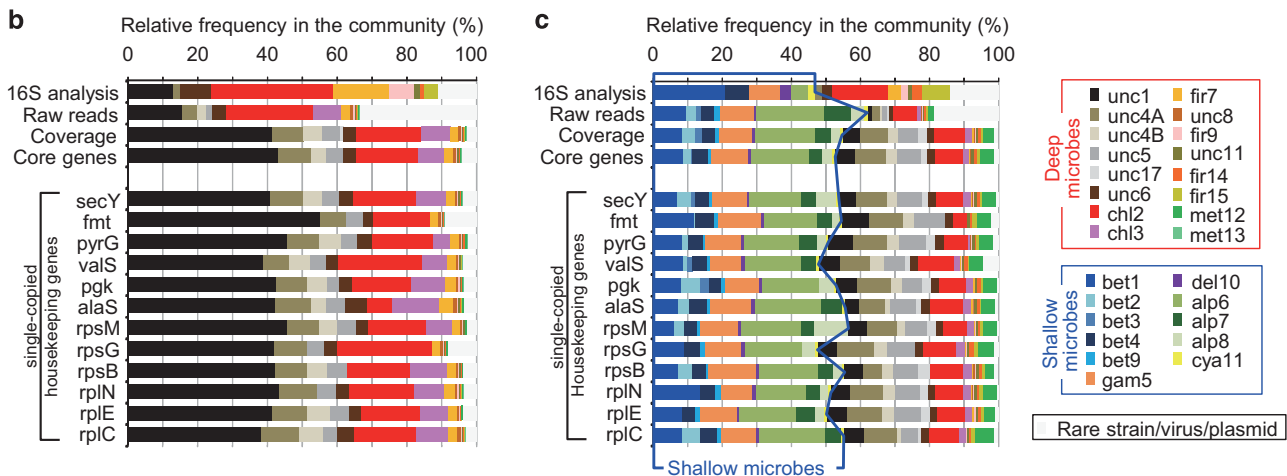 b
Relative frequency in the community (%)
0 20 40 60 80 100
16S analysis
Raw reads
Coverage
Core genes
single-copied
housekeeping genes
secY
fmt
pyrG
valS
pgk
alaS
rpsM
rpsG
rpsB
rplN
rplE
rplC
c
Relative frequency in the community (%)
0 20 40 60 80 100
16S analysis
Raw reads
Coverage
Core genes
single-copied
Housekeeping genes
secY
fmt
pyrG
valS
pgk
alaS
rpsM
rpsG
rpsB
rplN
rplE
rplC
Shallow microbes
Deep
microbes
unc1
unc4A
unc4B
unc5
unc17
unc6
chl2
chl3
fir7
unc8
fir9
unc11
fir14
fir15
met12
met13
Shallow
microbes
bet1
bet2
bet3
bet4
bet9
gam5
del10
alp6
alp7
alp8
cya11
Rare strain/virus/plasmid